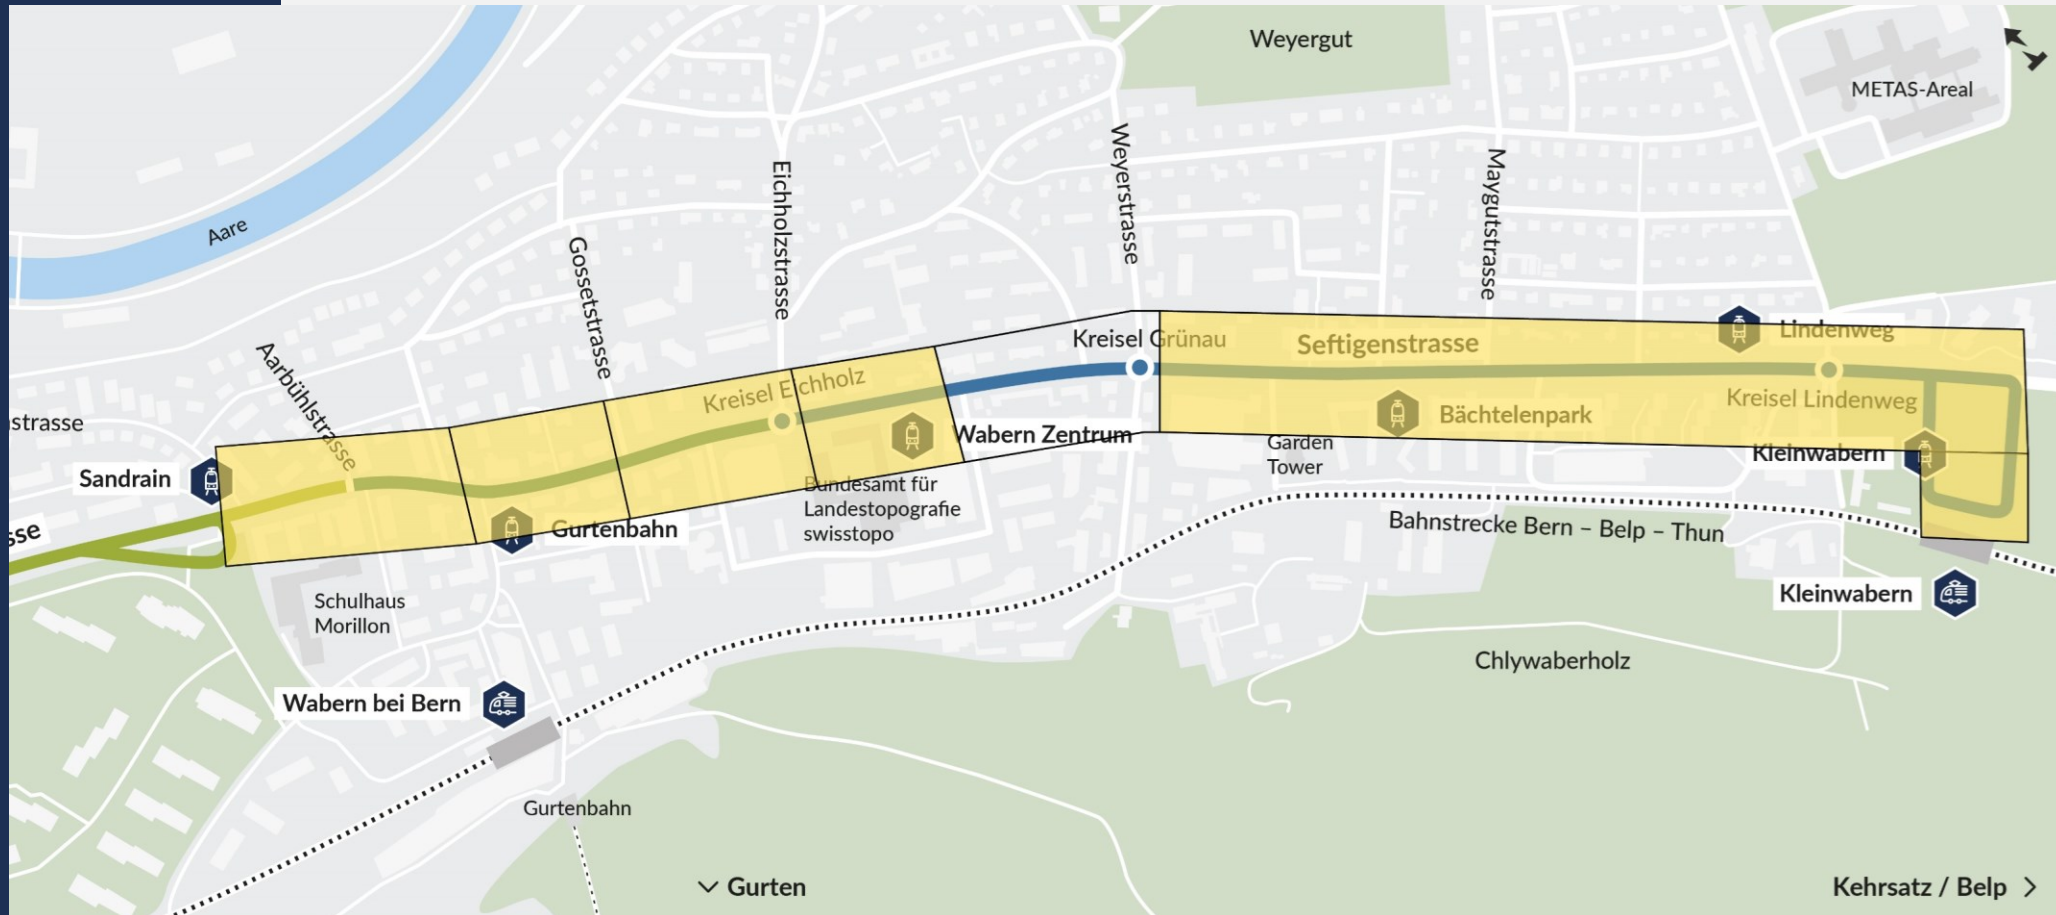 Weyergut
METAS-Areal
Aare
Gossetstrasse
Eichholzstrasse
Weyerstrasse
Maygutstrasse
Aarbühlstrasse
Kreisel Grünau
Seftigenstrasse
Lindenweg
Kreisel Eichholz
Kreisel Lindenweg
strasse
Bächtelenpark
Wabern Zentrum
Garden
Tower
Kleinwabern
Sandrain
Bundesamt für
Landestopografie
swisstopo
Gurtenbahn
sse
Bahnstrecke Bern – Belp – Thun
Schulhaus
Morillon
Kleinwabern
Chlywaberholz
Wabern bei Bern
Gurtenbahn
Gurten
Kehrsatz / Belp